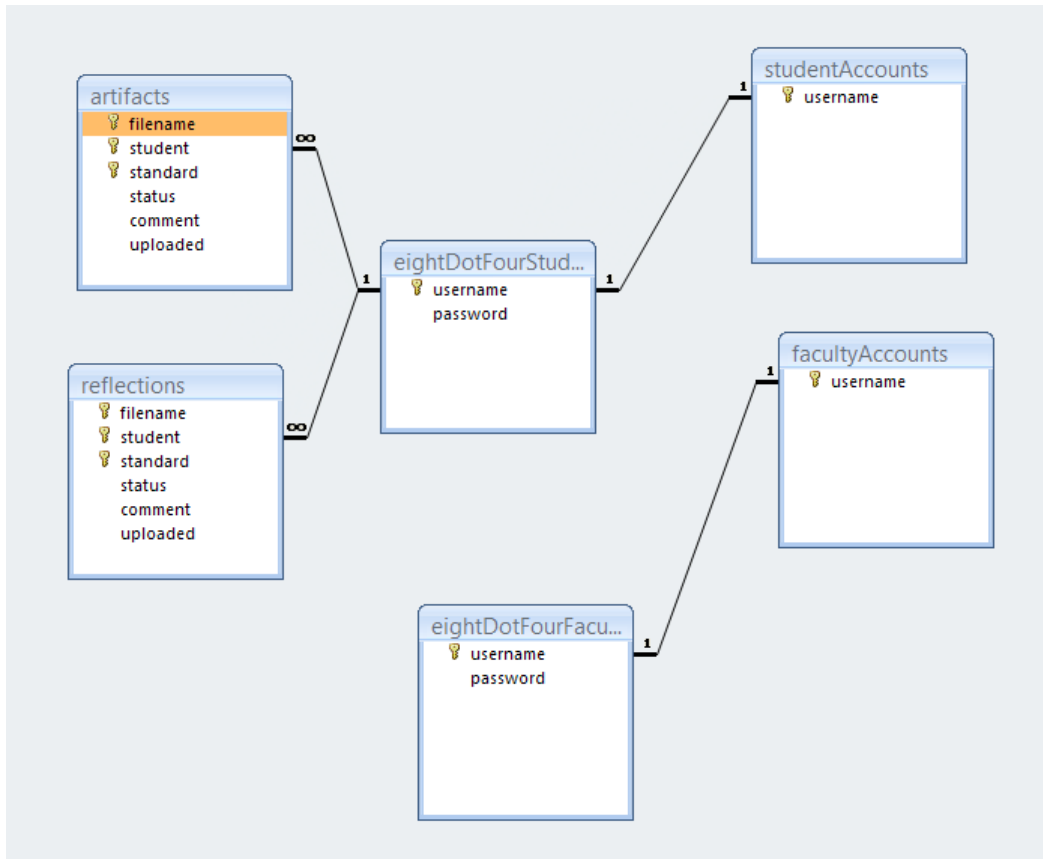 artifacts
filename
student
standard
status
comment
uploaded
∞
reflections
filename
student
standard
status
comment
uploaded
∞
1
eightDotFourStud...
username
password
1
1
studentAccounts
username
1
facultyAccounts
username
eightDotFourFacu...
username
password
1